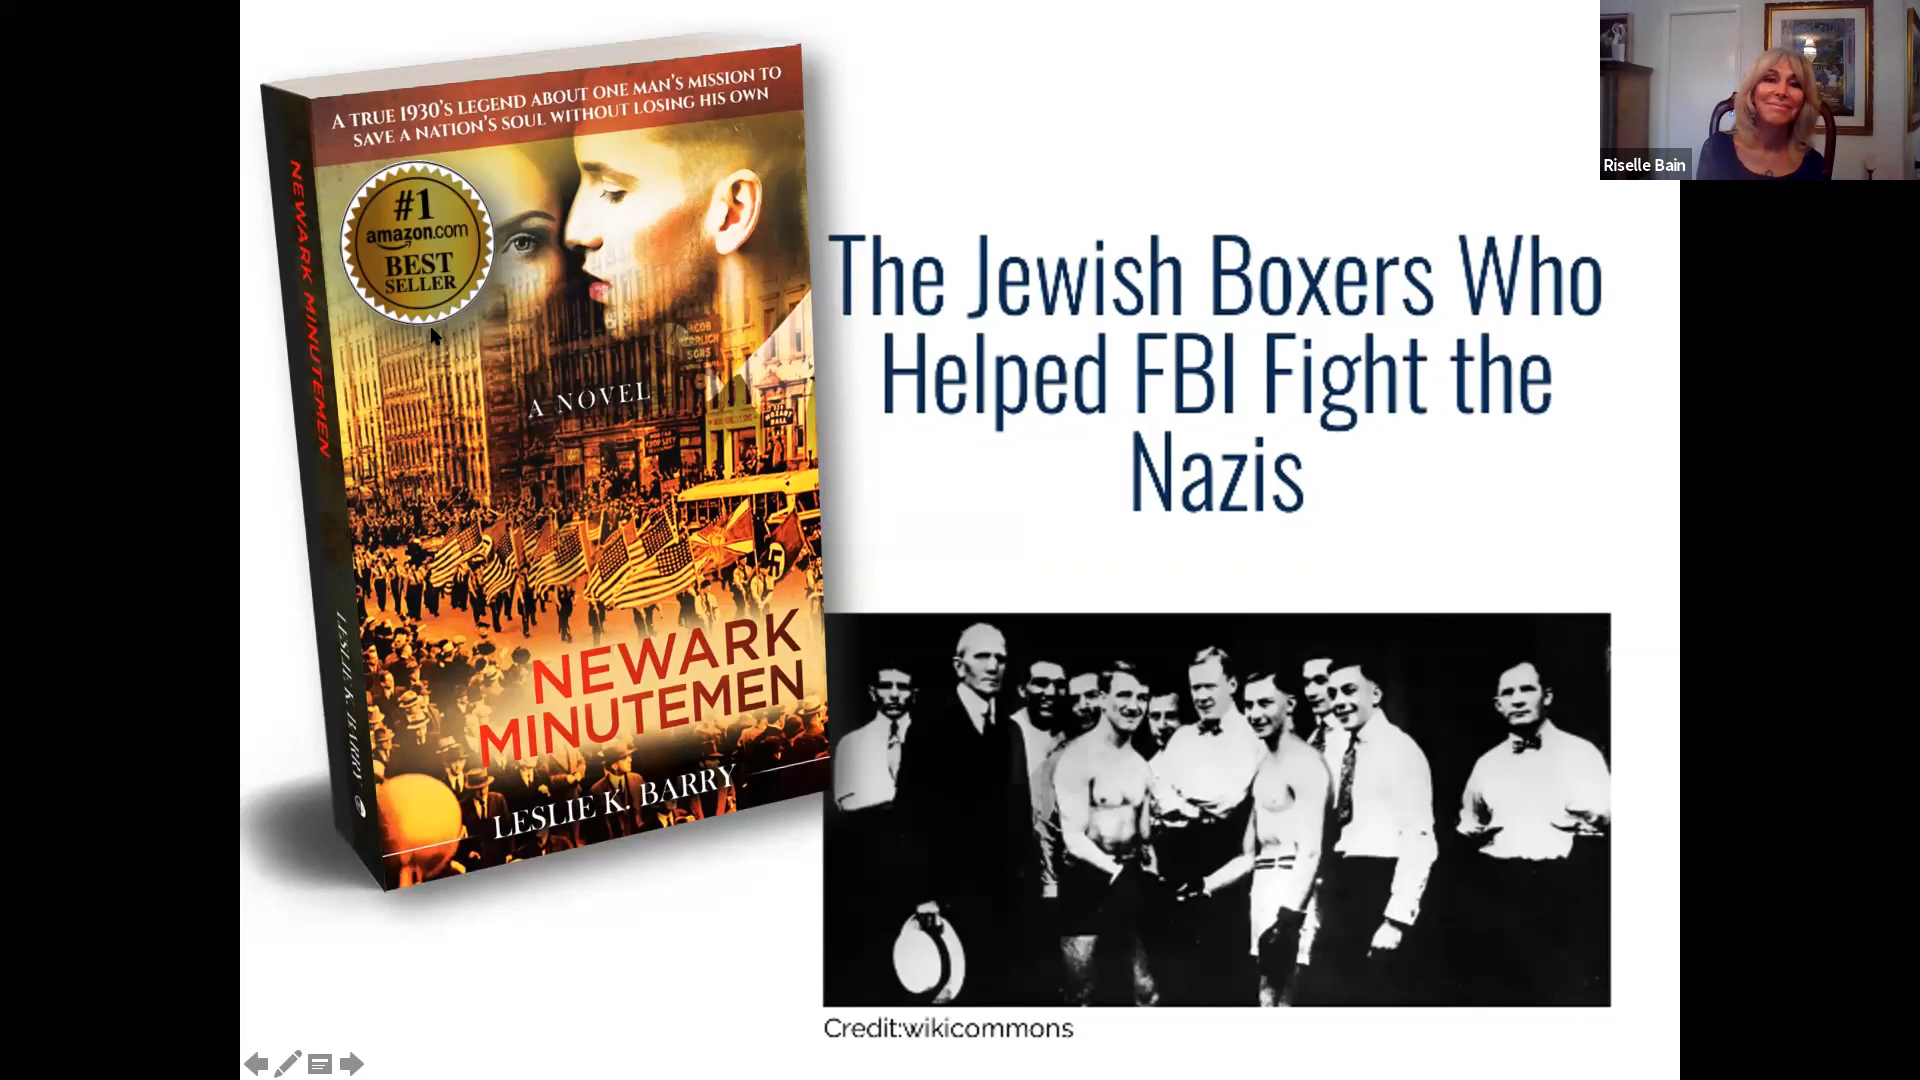 A TRUE 1930'S LEGEND ABOUT ONE MAN'S MISSION TO
SAVE A NATION'S SOUL WITHOUT LOSING HIS OWN
#1
amazon.com
BEST
SELLER
NEWARK MINUTEMEN
LESLIE K. BARRY
A NOVEL
SONS
NEWARK
MINUTEMEN
LESLIE K. BARRY
The Jewish Boxers Who
Helped FBI Fight the
Nazis
Credit:wikicommons
Riselle Bain